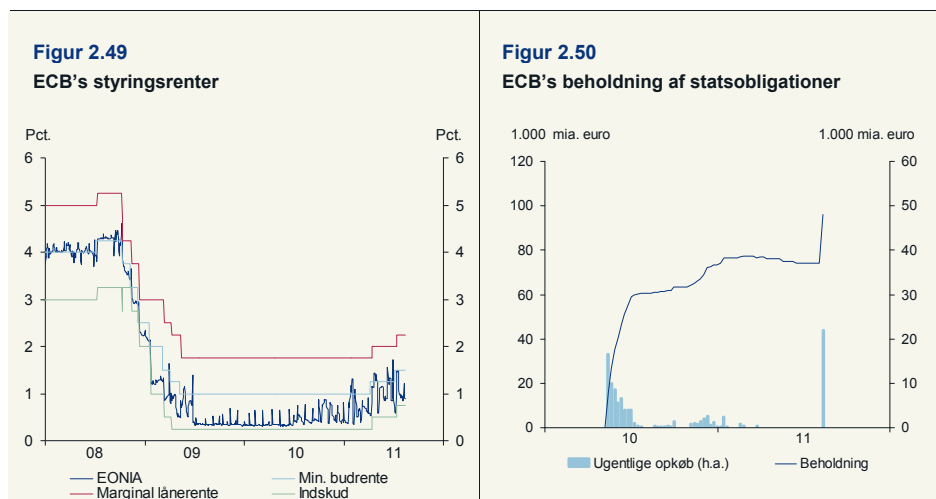 Figur 2.49
ECB's styringsrenter
Pct. Pct.
6 6
5 5
4 4
3 3
2 2
1 1
0 0
08 09 10 11
EONIA Min. budrente
Marginal lånerente Indskud
Figur 2.50
ECB's beholdning af statsobligationer
1.000 mia. euro 1.000 mia. euro
120 60
100 50
80 40
60 30
40 20
20 10
0 0
10 11
Ugentlige opkøb (h.a.) Beholdning